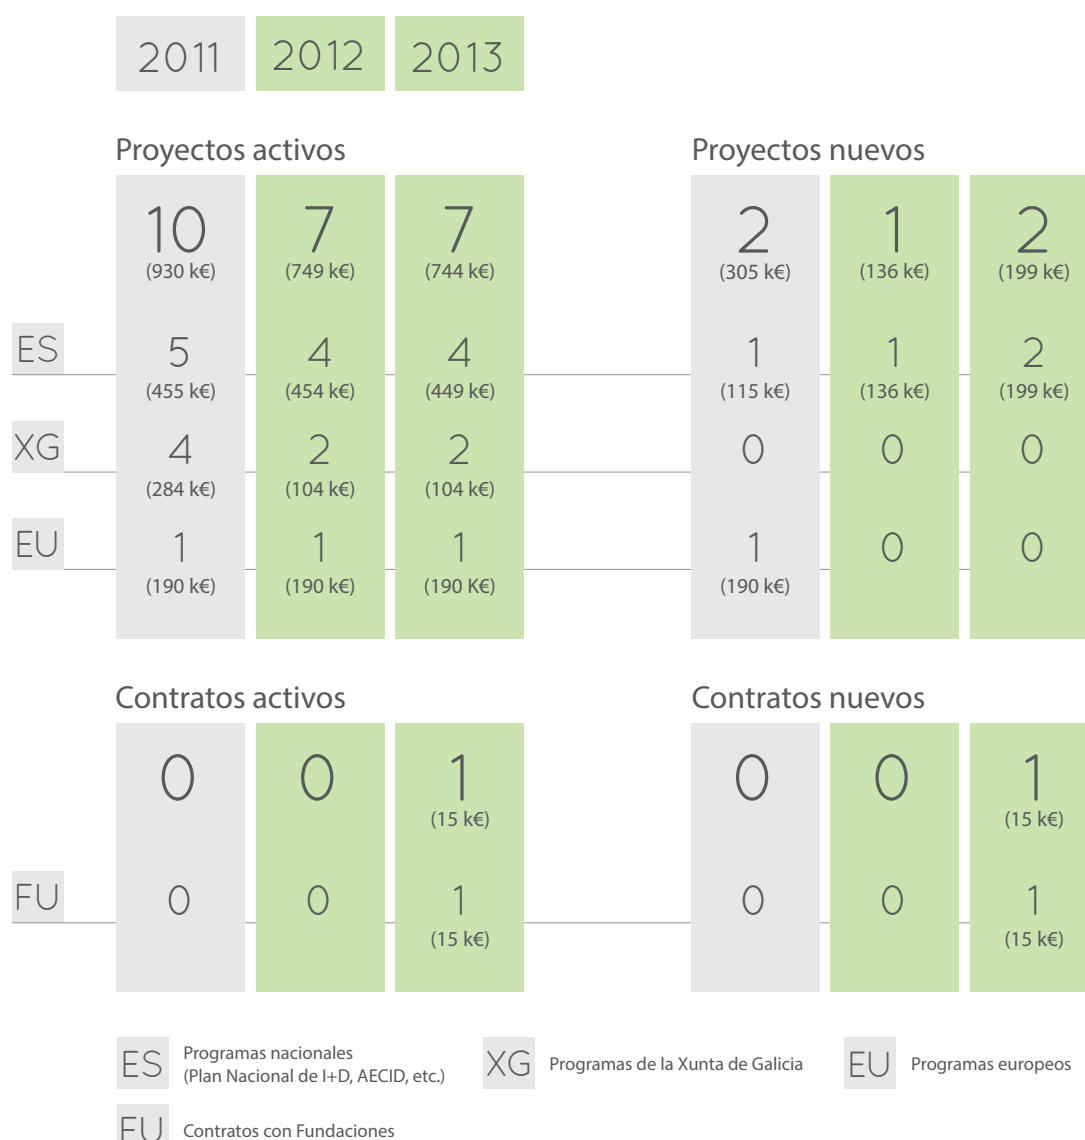 2011 2012 2013
Proyectos activos Proyectos nuevos
10 7 7 2 1 2
(930 k€) (749 k€) (744 k€) (305 k€) (136 k€) (199 k€)
ES 5 4 4 1 1 2
(455 k€) (454 k€) (449 k€) (115 k€) (136 k€) (199 k€)
XG 4 2 2 0 0 0
(284 k€) (104 k€) (104 k€)
EU 1 1 1 1 0 0
(190 k€) (190 k€) (190 K€) (190 k€)
Contratos activos Contratos nuevos
0 0 1 0 0 1
(15 k€) (15 k€)
FU 0 0 1 0 0 1
(15 k€) (15 k€)
ES Programas nacionales
(Plan Nacional de I+D, AECID, etc.)
XG Programas de la Xunta de Galicia
EU Programas europeos
FU Contratos con Fundaciones